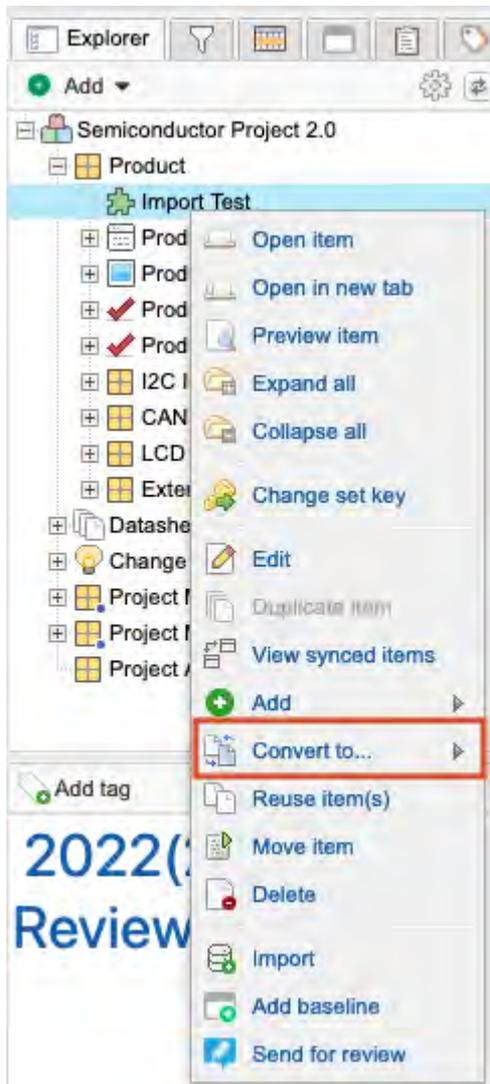 Explorer
Add
Semiconductor Project 2.0
Product
Import Test
Prod
Open item
Open in new tab
Prod
Preview item
Prod
Expand all
Prod
I2C I
Collapse all
CAN
LCD
Exter
Change set key
Datashe
Change
Edit
Project M
Duplicate item
Project M
View synced items
Project A
Add
Convert to...
Add tag
Reuse item(s)
2022(
Move item
Delete
Review
Import
Add baseline
Send for review